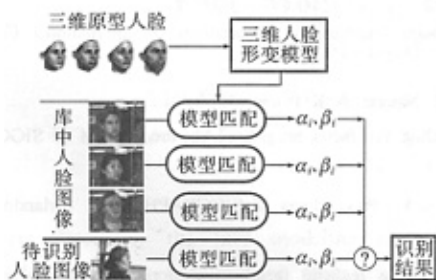 三维原型人脸
三维人脸
形变模型
库中人脸图像
模型匹配
αi,βi
模型匹配
αi,βi
模型匹配
αi,βi
待识别
人脸图像
模型匹配
αi,βi
?
识别
结果